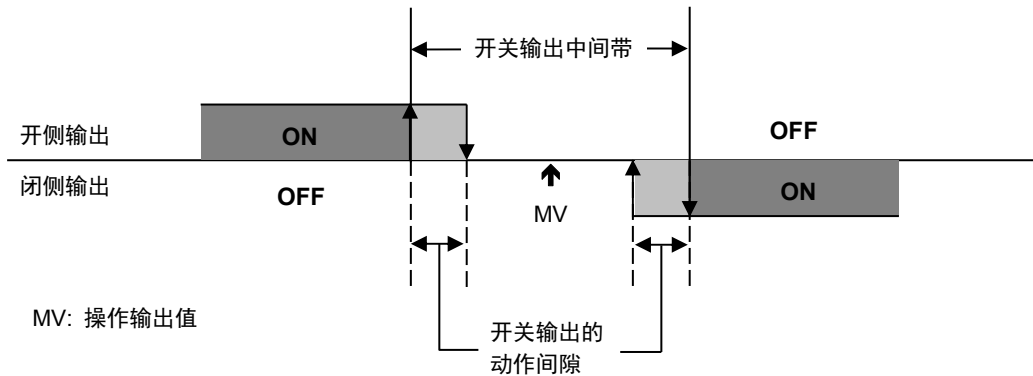 开关输出中间带
开侧输出
ON
OFF
闭侧输出
OFF
MV
ON
MV: 操作输出值
开关输出的
动作间隙